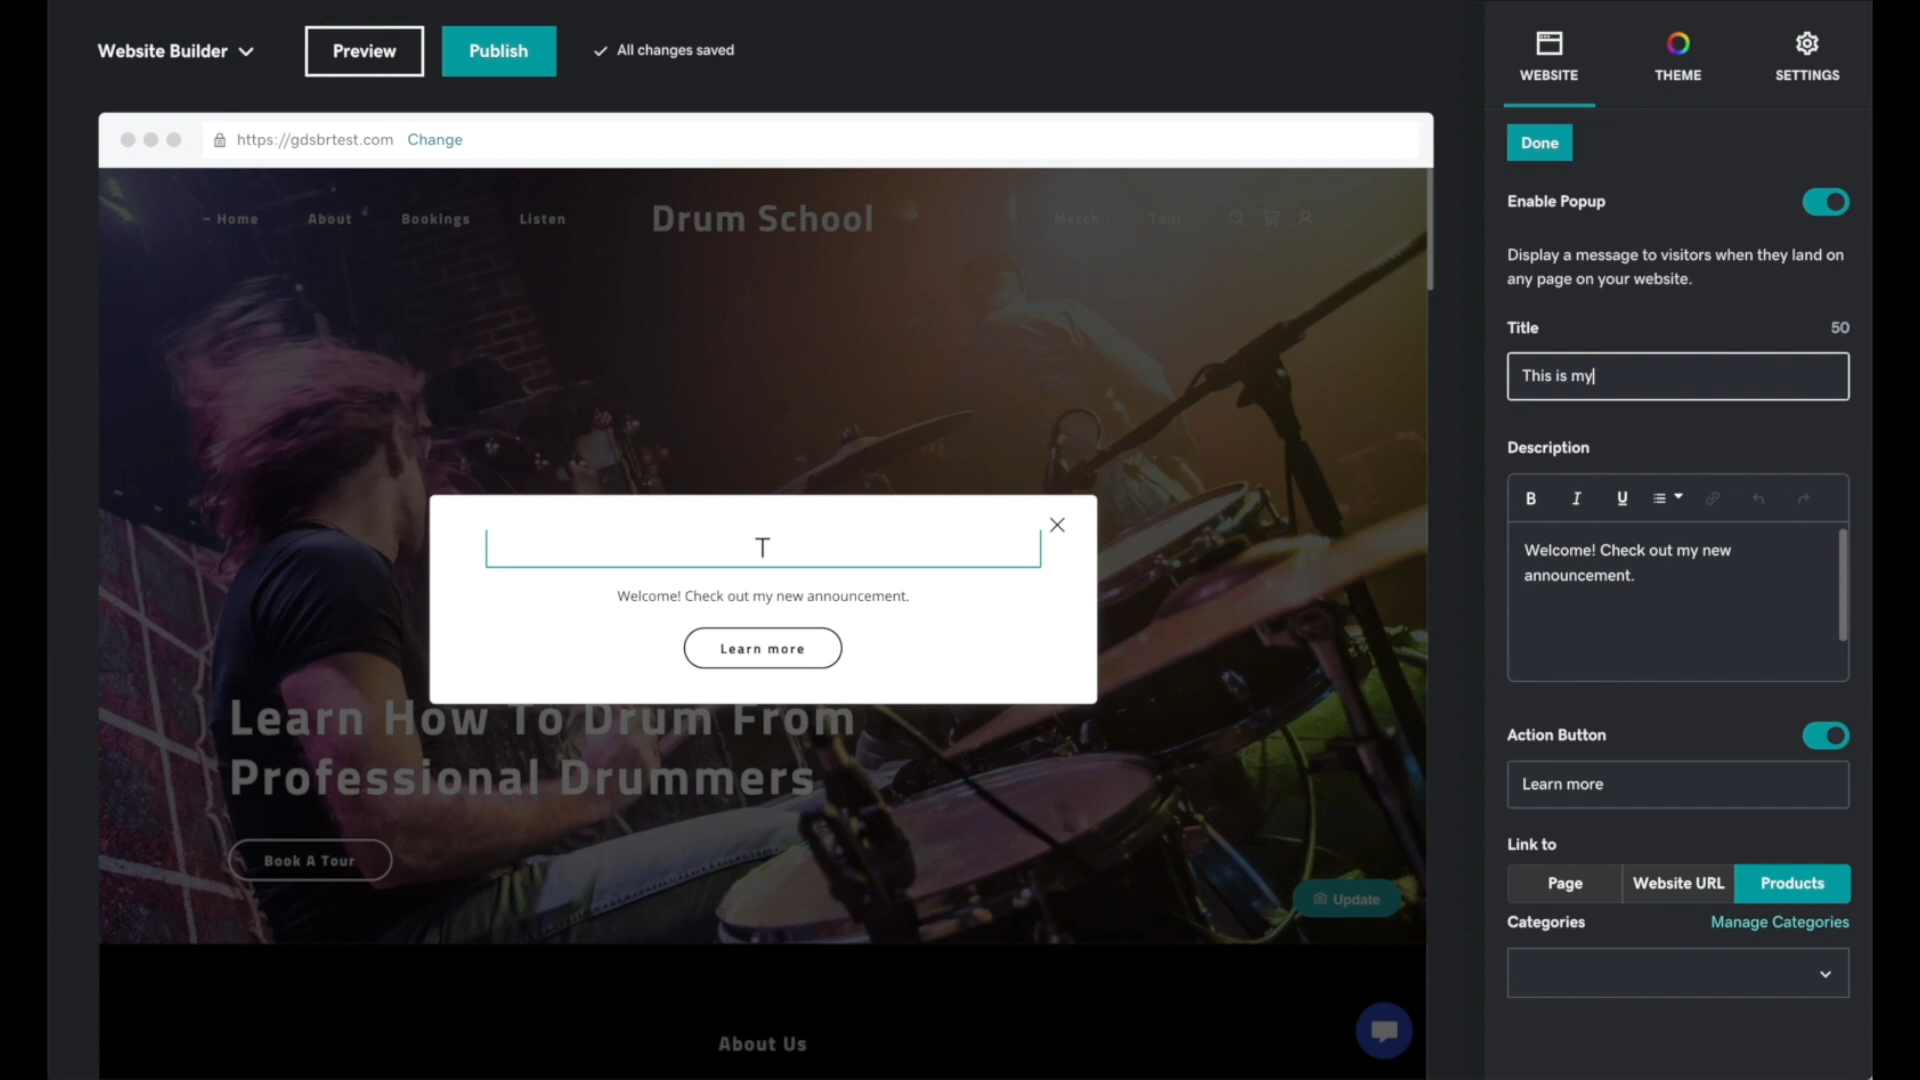 Website Builder
Preview
Publish
All changes saved
WEBSITE
THEME
SETTINGS
https://gdsbrtest.com Change
Home
About
Bookings
Listen
Drum School
Merch
Tour
T
Welcome! Check out my new announcement.
Learn more
Learn How To Drum From
Professional Drummers
Book A Tour
Update
About Us
Done
Enable Popup
Display a message to visitors when they land on
any page on your website.
Title 50
This is my
Description
B I U
Welcome! Check out my new
announcement.
Action Button
Learn more
Link to
Page Website URL Products
Categories Manage Categories